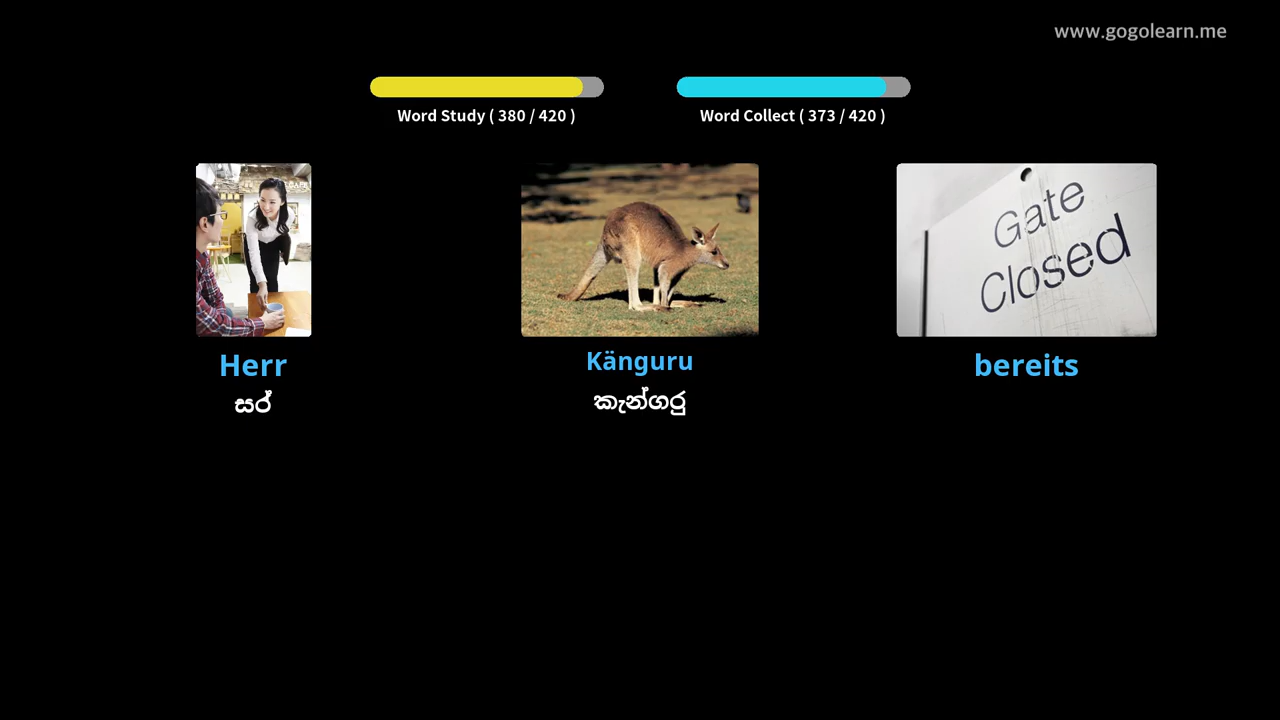 www.gogolearn.me
Word Study ( 380 / 420 )
Word Collect ( 373 / 420 )
Gate
Closed
Herr
Känguru
bereits
සර්
කැන්ගරු